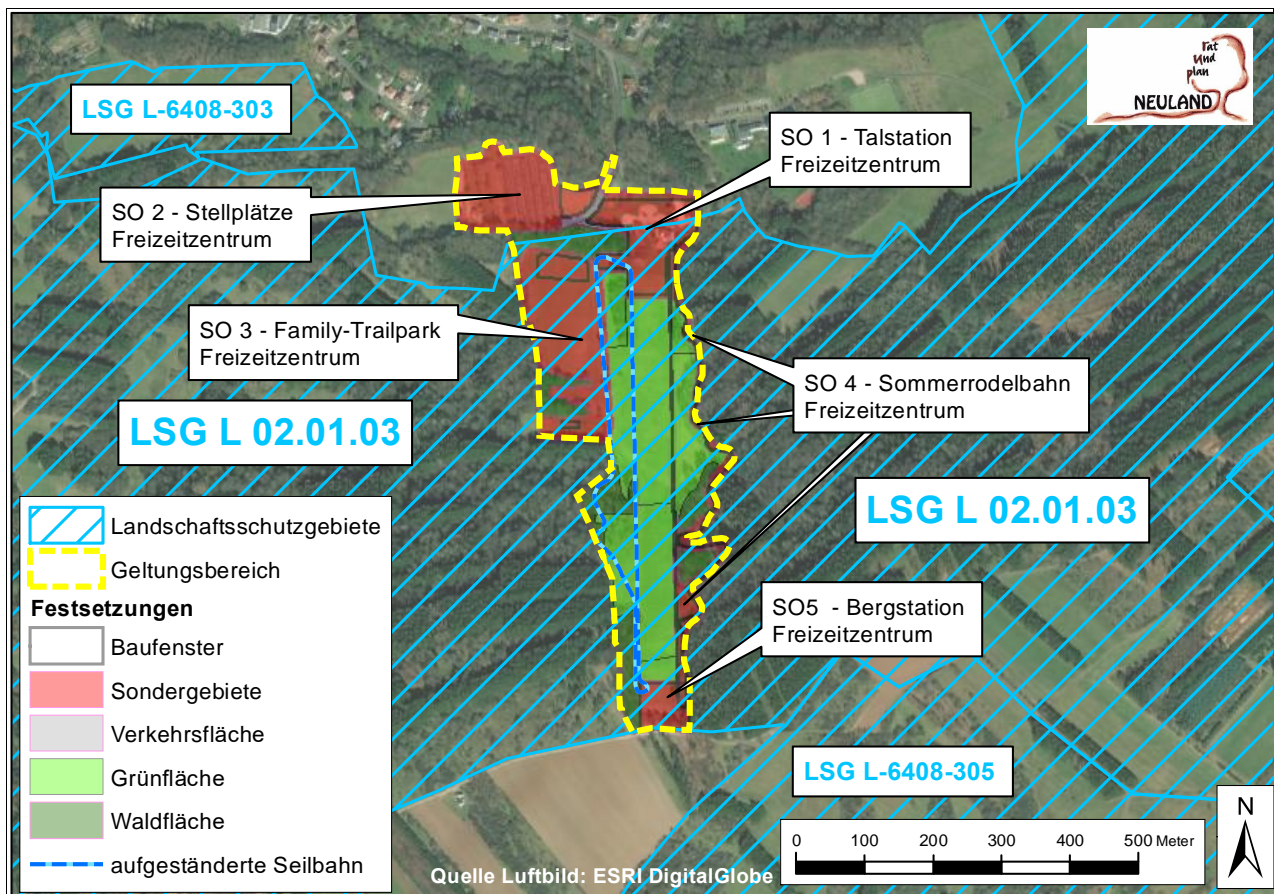 LSG L-6408-303
rat
und
plan
NEULAND
SO 1 - Talstation
Freizeitzentrum
SO 2 - Stellplätze
Freizeitzentrum
SO 3 - Family-Trailpark
Freizeitzentrum
SO 4 - Sommerrodelbahn
Freizeitzentrum
LSG L 02.01.03
LSG L 02.01.03
Landschaftsschutzgebiete
Geltungsbereich
Festsetzungen
Baufenster
Sondergebiete
Verkehrsfläche
Grünfläche
Waldfläche
aufgeständerte Seilbahn
SO5 - Bergstation
Freizeitzentrum
LSG L-6408-305
N
0 100 200 300 400 500 Meter
Quelle Luftbild: ESRI DigitalGlobe